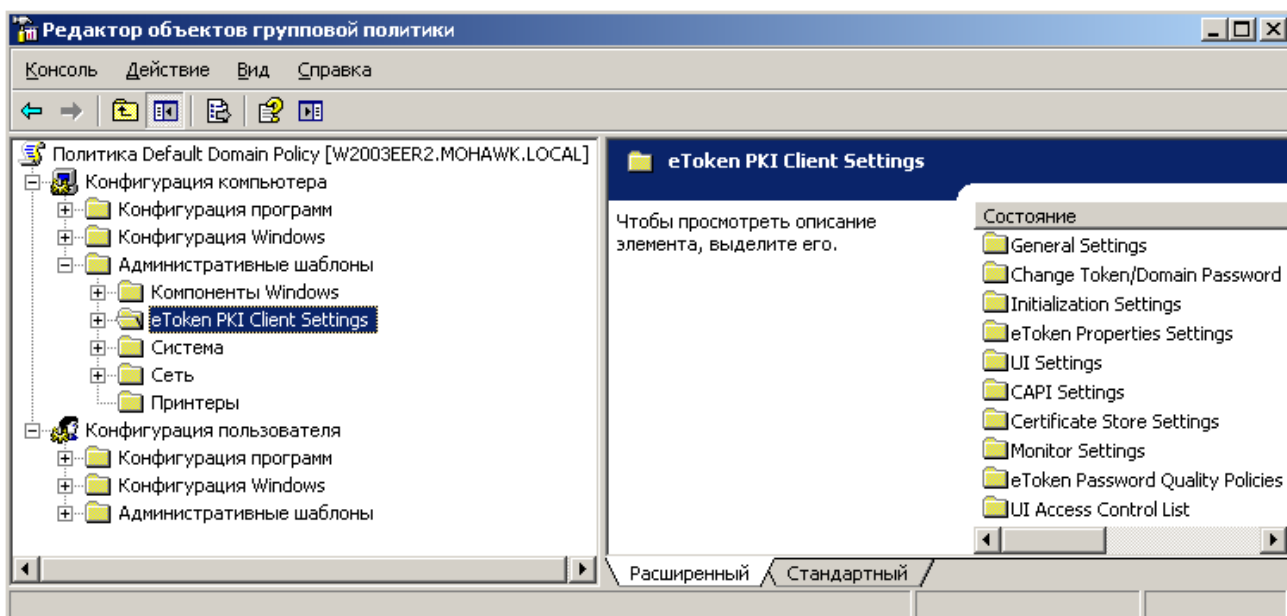 Редактор объектов групповой политики
Консоль Действие Вид Справка
Политика Default Domain Policy [W2003EER2.MOHAWK.LOCAL]
Конфигурация компьютера
Конфигурация программ
Конфигурация Windows
Административные шаблоны
Компоненты Windows
eToken PKI Client Settings
Система
Сеть
Принтеры
Конфигурация пользователя
Конфигурация программ
Конфигурация Windows
Административные шаблоны
eToken PKI Client Settings
Чтобы просмотреть описание
элемента, выделите его.
Состояние
General Settings
Change Token/Domain Password
Initialization Settings
eToken Properties Settings
UI Settings
CAPI Settings
Certificate Store Settings
Monitor Settings
eToken Password Quality Policies
UI Access Control List
Расширенный Стандартный